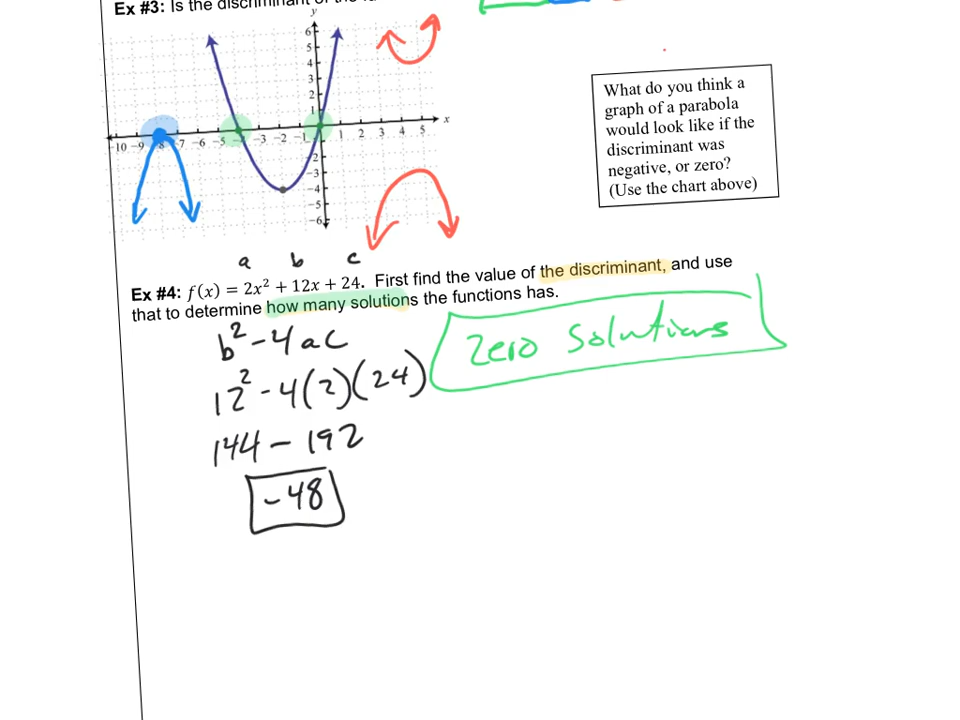 Ex #3: Is the discriminant of the
y
6
5
4
3
2
1
-10 -9 8 -7 -6 -5 -4 -3 -2 -1 1 2 3 4 5 x
-2
-3
-4
-5
-6
What do you think a
graph of a parabola
would look like if the
discriminant was
negative, or zero?
(Use the chart above)
a b c
Ex #4: f(x) = 2x² + 12x + 24. First find the value of the discriminant, and use
that to determine how many solutions the functions has.
b² - 4ac
Zero Solutions
12² - 4(2)(24)
144 - 192
-48